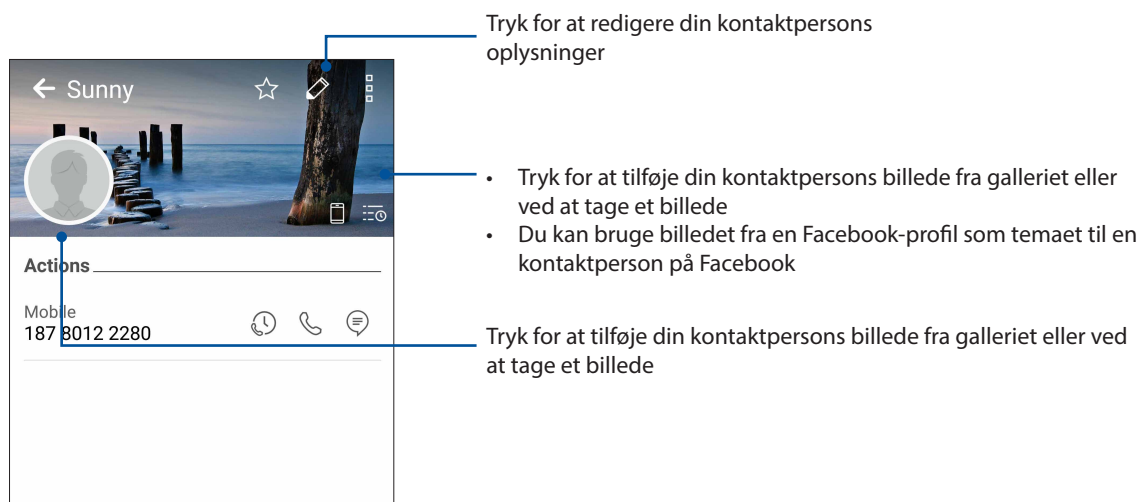 Tryk for at redigere din kontaktpersons
oplysninger
Sunny
• Tryk for at tilføje din kontaktpersons billede fra galleriet eller
ved at tage et billede
• Du kan bruge billedet fra en Facebook-profil som temaet til en
kontaktperson på Facebook
Actions
Mobile
187 8012 2280
Tryk for at tilføje din kontaktpersons billede fra galleriet eller ved
at tage et billede